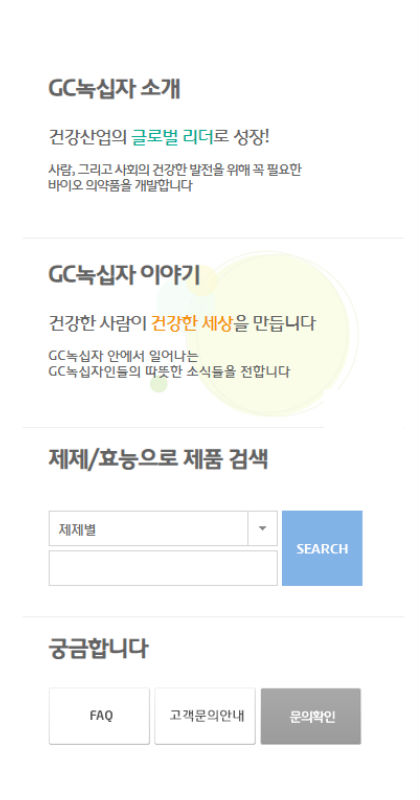 GC녹십자 소개
건강산업의 글로벌 리더로 성장!
사람, 그리고 사회의 건강한 발전을 위해 꼭 필요한
바이오 의약품을 개발합니다
GC녹십자 이야기
건강한 사람이 건강한 세상을 만듭니다
GC녹십자 안에서 일어나는
GC녹십자인들의 따뜻한 소식들을 전합니다
제제/효능으로 제품 검색
제제별
SEARCH
궁금합니다
FAQ 고객문의안내 문의확인